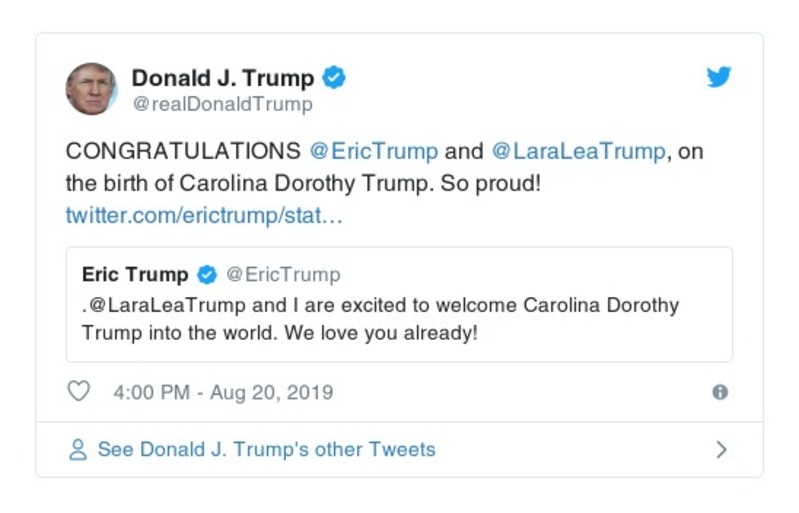 Donald J. Trump
@realDonaldTrump
CONGRATULATIONS @EricTrump and @LaraLeaTrump, on
the birth of Carolina Dorothy Trump. So proud!
twitter.com/erictrump/stat…
Eric Trump @EricTrump
.@LaraLeaTrump and I are excited to welcome Carolina Dorothy
Trump into the world. We love you already!
4:00 PM - Aug 20, 2019
See Donald J. Trump's other Tweets